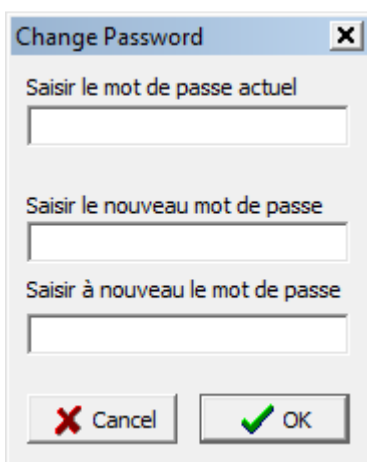 Change Password
Saisir le mot de passe actuel
Saisir le nouveau mot de passe
Saisir à nouveau le mot de passe
Cancel
OK